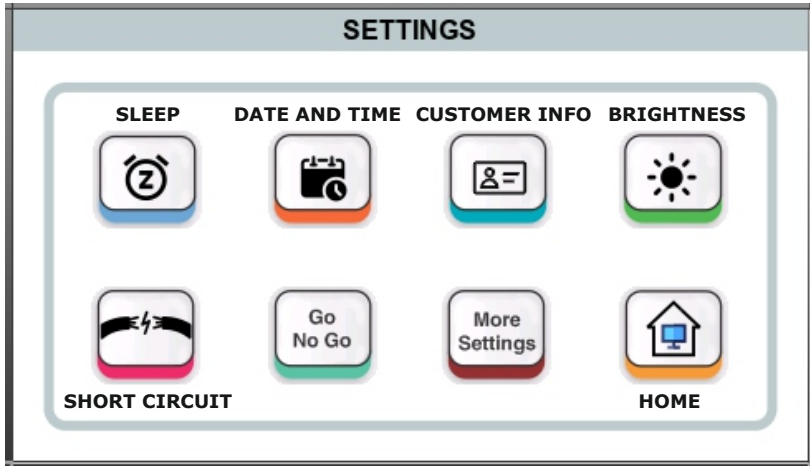 SETTINGS
SLEEP
DATE AND TIME
CUSTOMER INFO
BRIGHTNESS
Z
Go
No Go
More
Settings
SHORT CIRCUIT
HOME